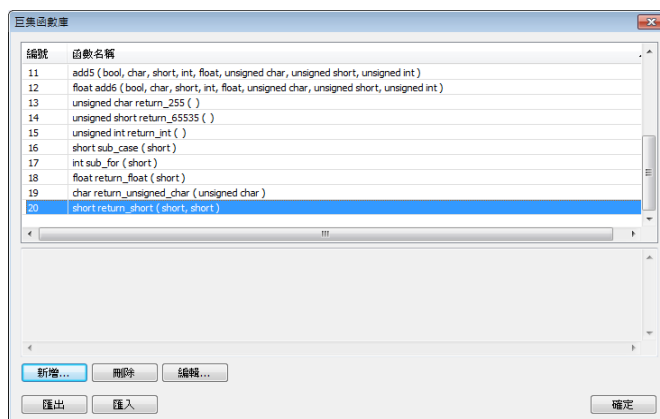 巨集函數庫
編號 函數名稱
11 add5 ( bool, char, short, int, float, unsigned char, unsigned short, unsigned int )
12 float add6 ( bool, char, short, int, float, unsigned char, unsigned short, unsigned int )
13 unsigned char return_255 ( )
14 unsigned short return_65535 ( )
15 unsigned int return_int ( )
16 short sub_case ( short )
17 int sub_for ( short )
18 float return_float ( short )
19 char return_unsigned_char ( unsigned char )
20 short return_short ( short, short )
新增... 刪除 編輯...
匯出 匯入 確定